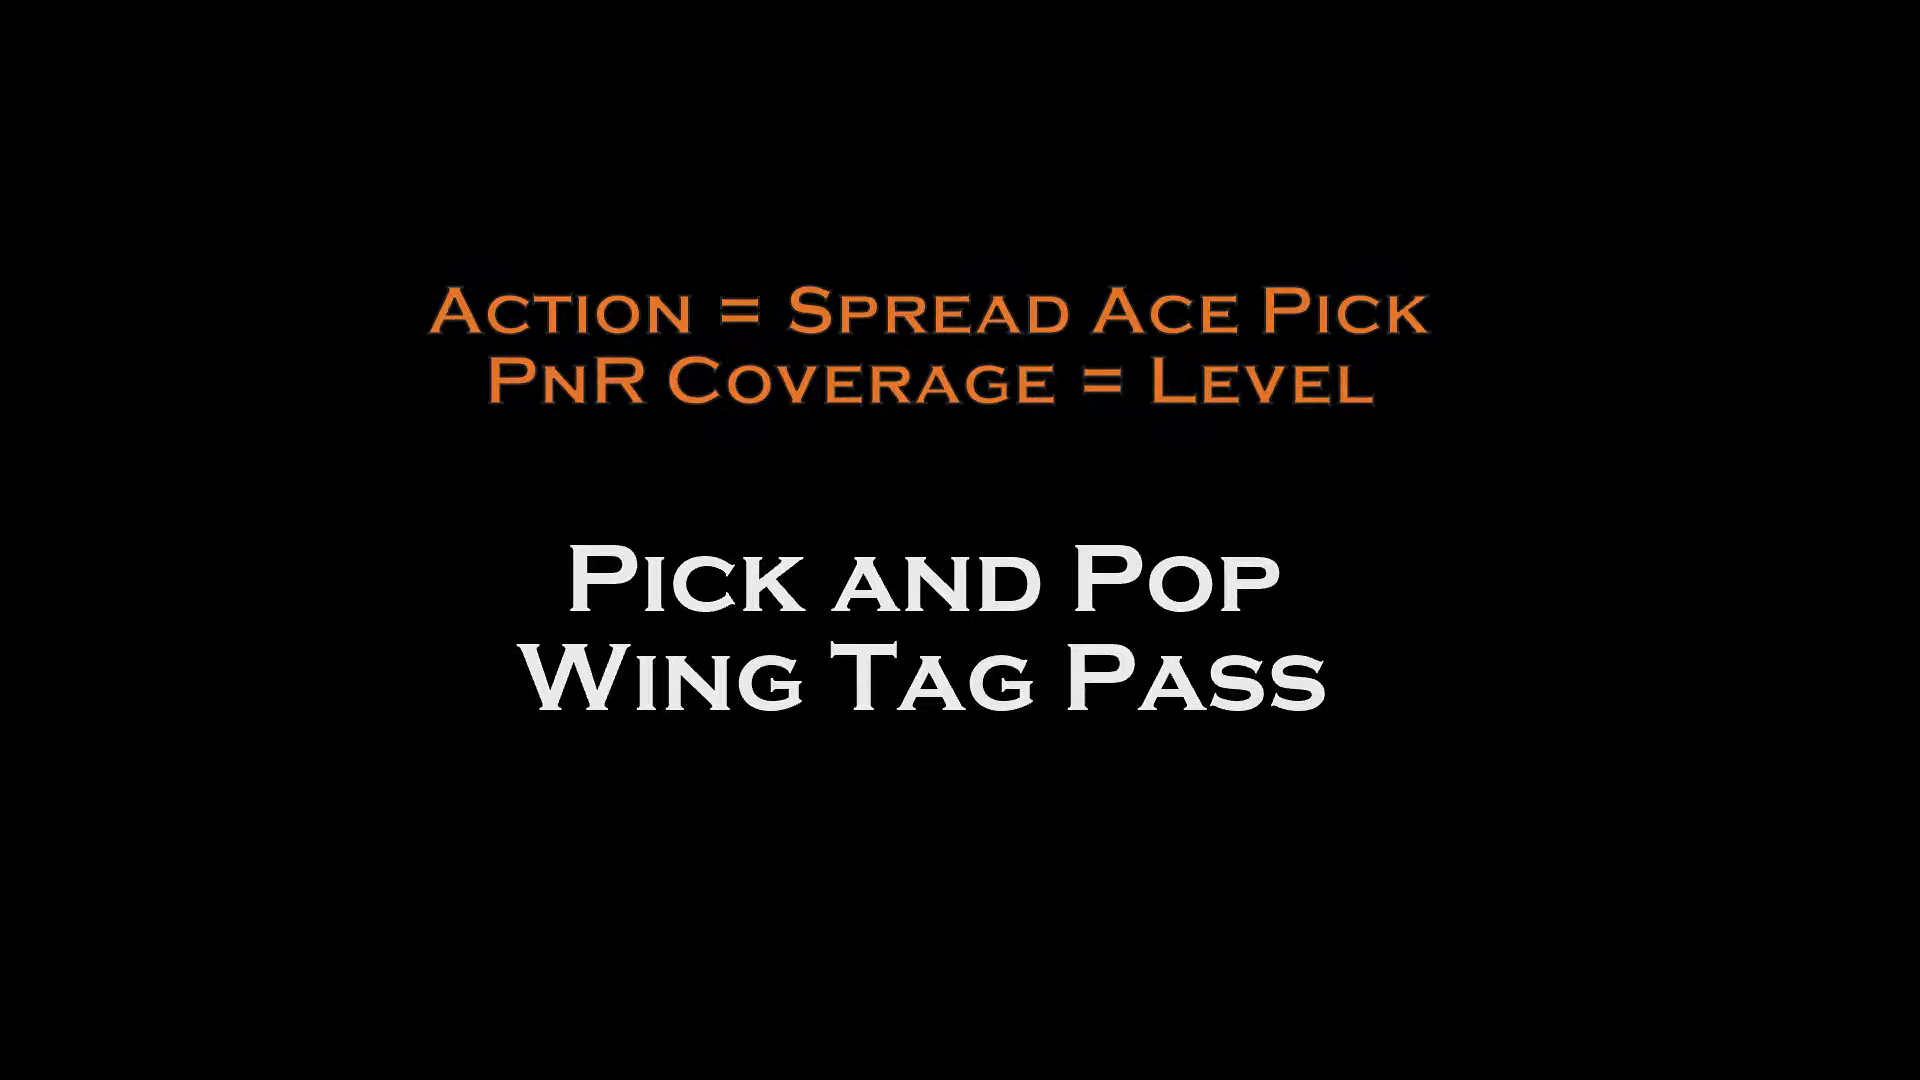 Action = Spread Ace Pick
PnR Coverage = Level
Pick and Pop
Wing Tag Pass